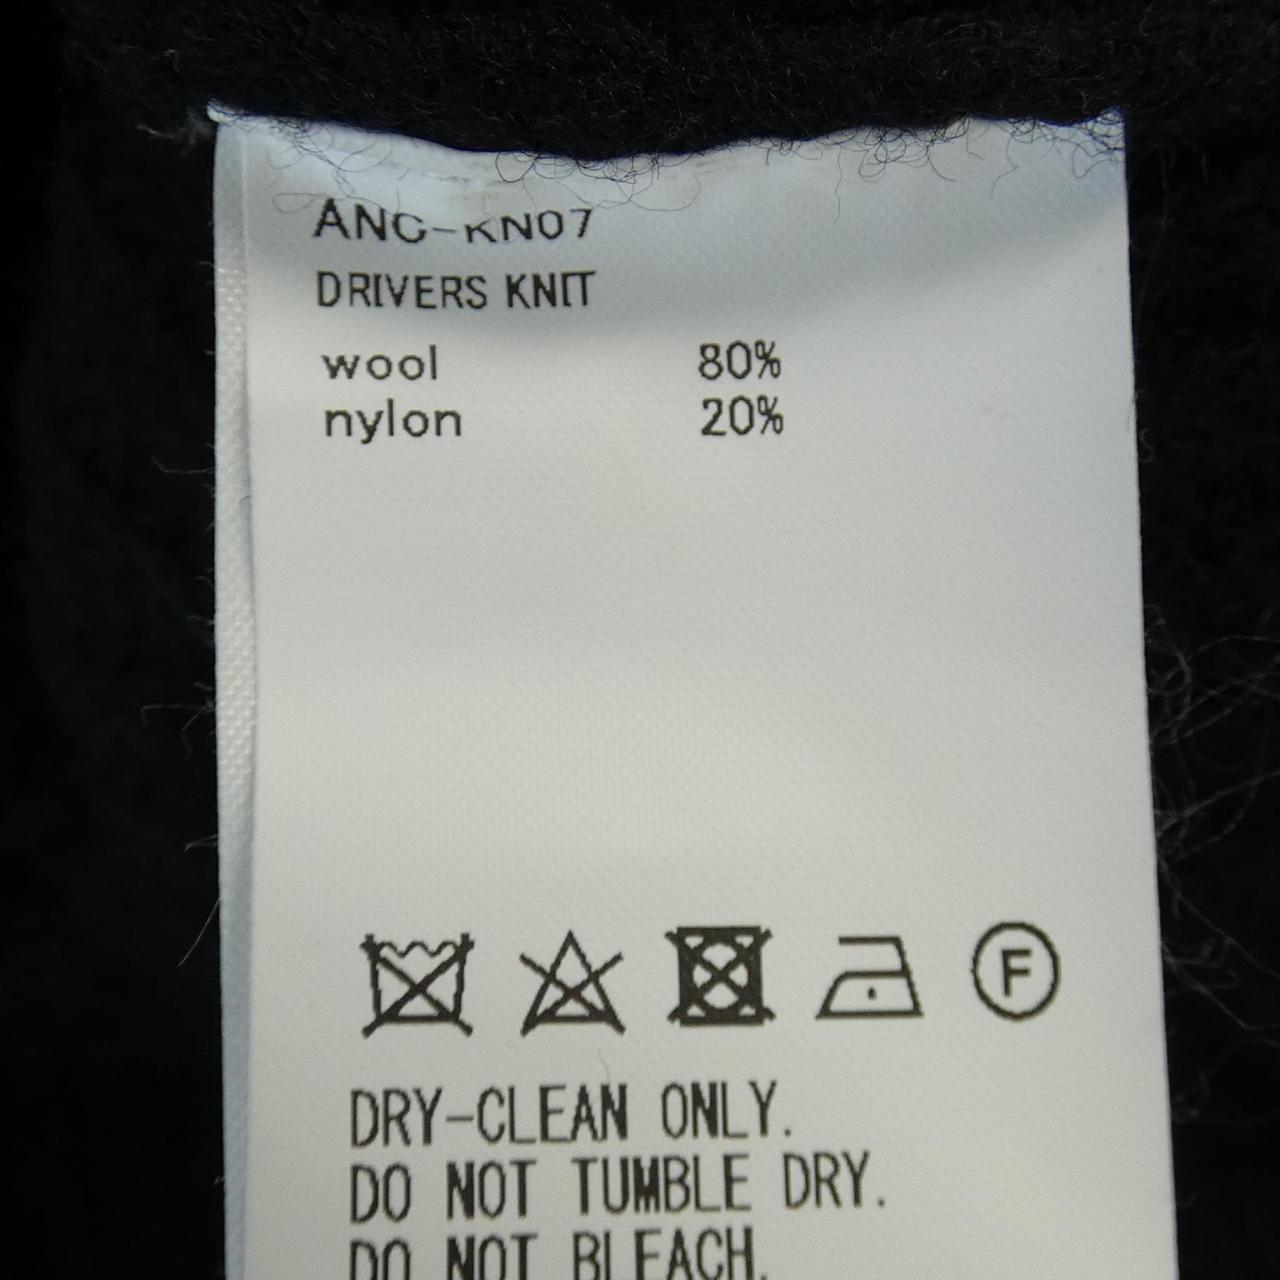 ANC-KN07
DRIVERS KNIT
wool 80%
nylon 20%
F
DRY-CLEAN ONLY.
DO NOT TUMBLE DRY.
DO NOT BLEACH.